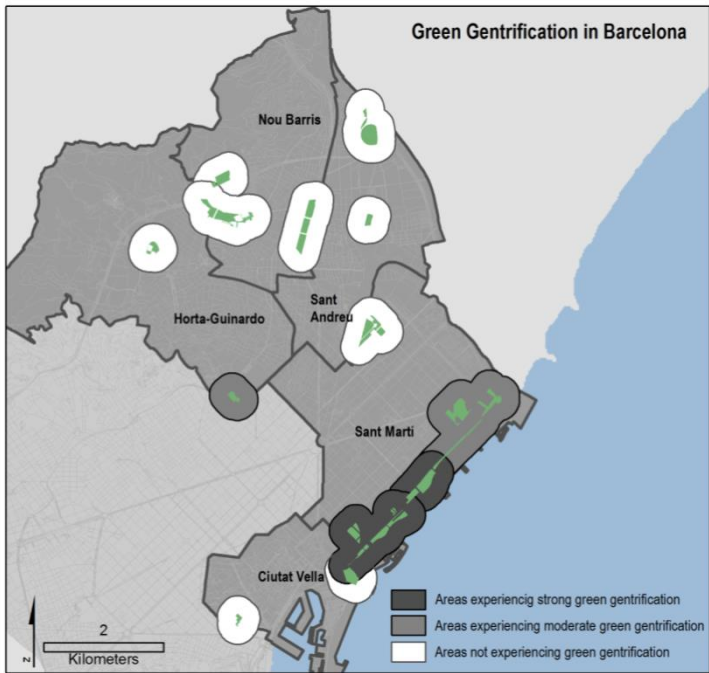 Green Gentrification in Barcelona
Nou Barris
Sant
Andreu
Horta-Guinardo
Sant Martí
Ciutat Vella
Areas experiencig strong green gentrification
Areas experiencing moderate green gentrification
Areas not experiencing green gentrification
2
Kilometers
N